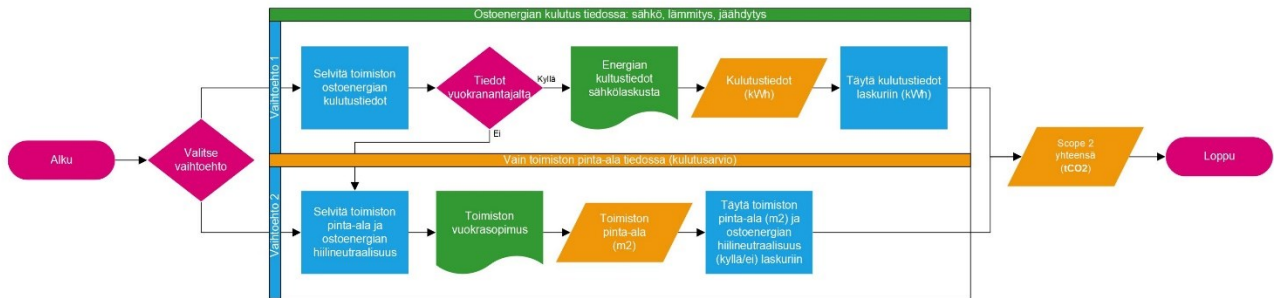 Ostoenergian kulutus tiedossa: sähkö, lämmitys, jäähdytys
Vaihtoehto 1
Selvitä toimiston
ostoenergian
kulutustiedot
Tiedot
vuokranantajalta
Kyllä
Ei
Energian
kultustiedot
sähkölaskusta
Kulutustiedot
(kWh)
Täytä kulutustiedot
laskuriin (kWh)
Alku
Valitse
vaihtoehto
Vain toimiston pinta-ala tiedossa (kulutusarvio)
Vaihtoehto 2
Selvitä toimiston
pinta-ala ja
ostoenergian
hiilineutraalisuus
Toimiston
vuokrasopimus
Toimiston
pinta-ala
(m2)
Täytä toimiston
pinta-ala (m2) ja
ostoenergian
hiilineutraalisuus
(kyllä/ei) laskuriin
Scope 2
yhteensä
(tCO2)
Loppu